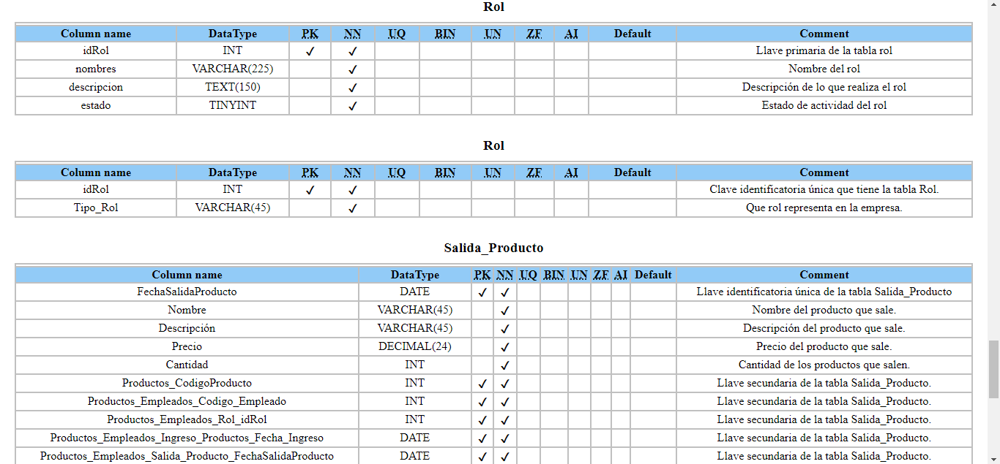 Rol
Column name DataType PK NN UQ BIN UN ZF AI Default Comment
idRol INT ✓ ✓ Llave primaria de la tabla rol
nombres VARCHAR(225) ✓ Nombre del rol
descripcion TEXT(150) ✓ Descripción de lo que realiza el rol
estado TINYINT ✓ Estado de actividad del rol
Rol
Column name DataType PK NN UQ BIN UN ZF AI Default Comment
idRol INT ✓ ✓ Clave identificatoria única que tiene la tabla Rol.
Tipo_Rol VARCHAR(45) ✓ Que rol representa en la empresa.
Salida_Producto
Column name DataType PK NN UQ BIN UN ZF AI Default Comment
FechaSalidaProducto DATE ✓ ✓ Llave identificatoria única de la tabla Salida_Producto
Nombre VARCHAR(45) ✓ Nombre del producto que sale.
Descripción VARCHAR(45) ✓ Descripción del producto que sale.
Precio DECIMAL(24) ✓ Precio del producto que sale.
Cantidad INT ✓ Cantidad de los productos que salen.
Productos_CodigoProducto INT ✓ ✓ Llave secundaria de la tabla Salida_Producto.
Productos_Empleados_Codigo_Empleado INT ✓ ✓ Llave secundaria de la tabla Salida_Producto.
Productos_Empleados_Rol_idRol INT ✓ ✓ Llave secundaria de la tabla Salida_Producto.
Productos_Empleados_Ingreso_Productos_Fecha_Ingreso DATE ✓ ✓ Llave secundaria de la tabla Salida_Producto.
Productos_Empleados_Salida_Producto_FechaSalidaProducto DATE ✓ ✓ Llave secundaria de la tabla Salida_Producto.